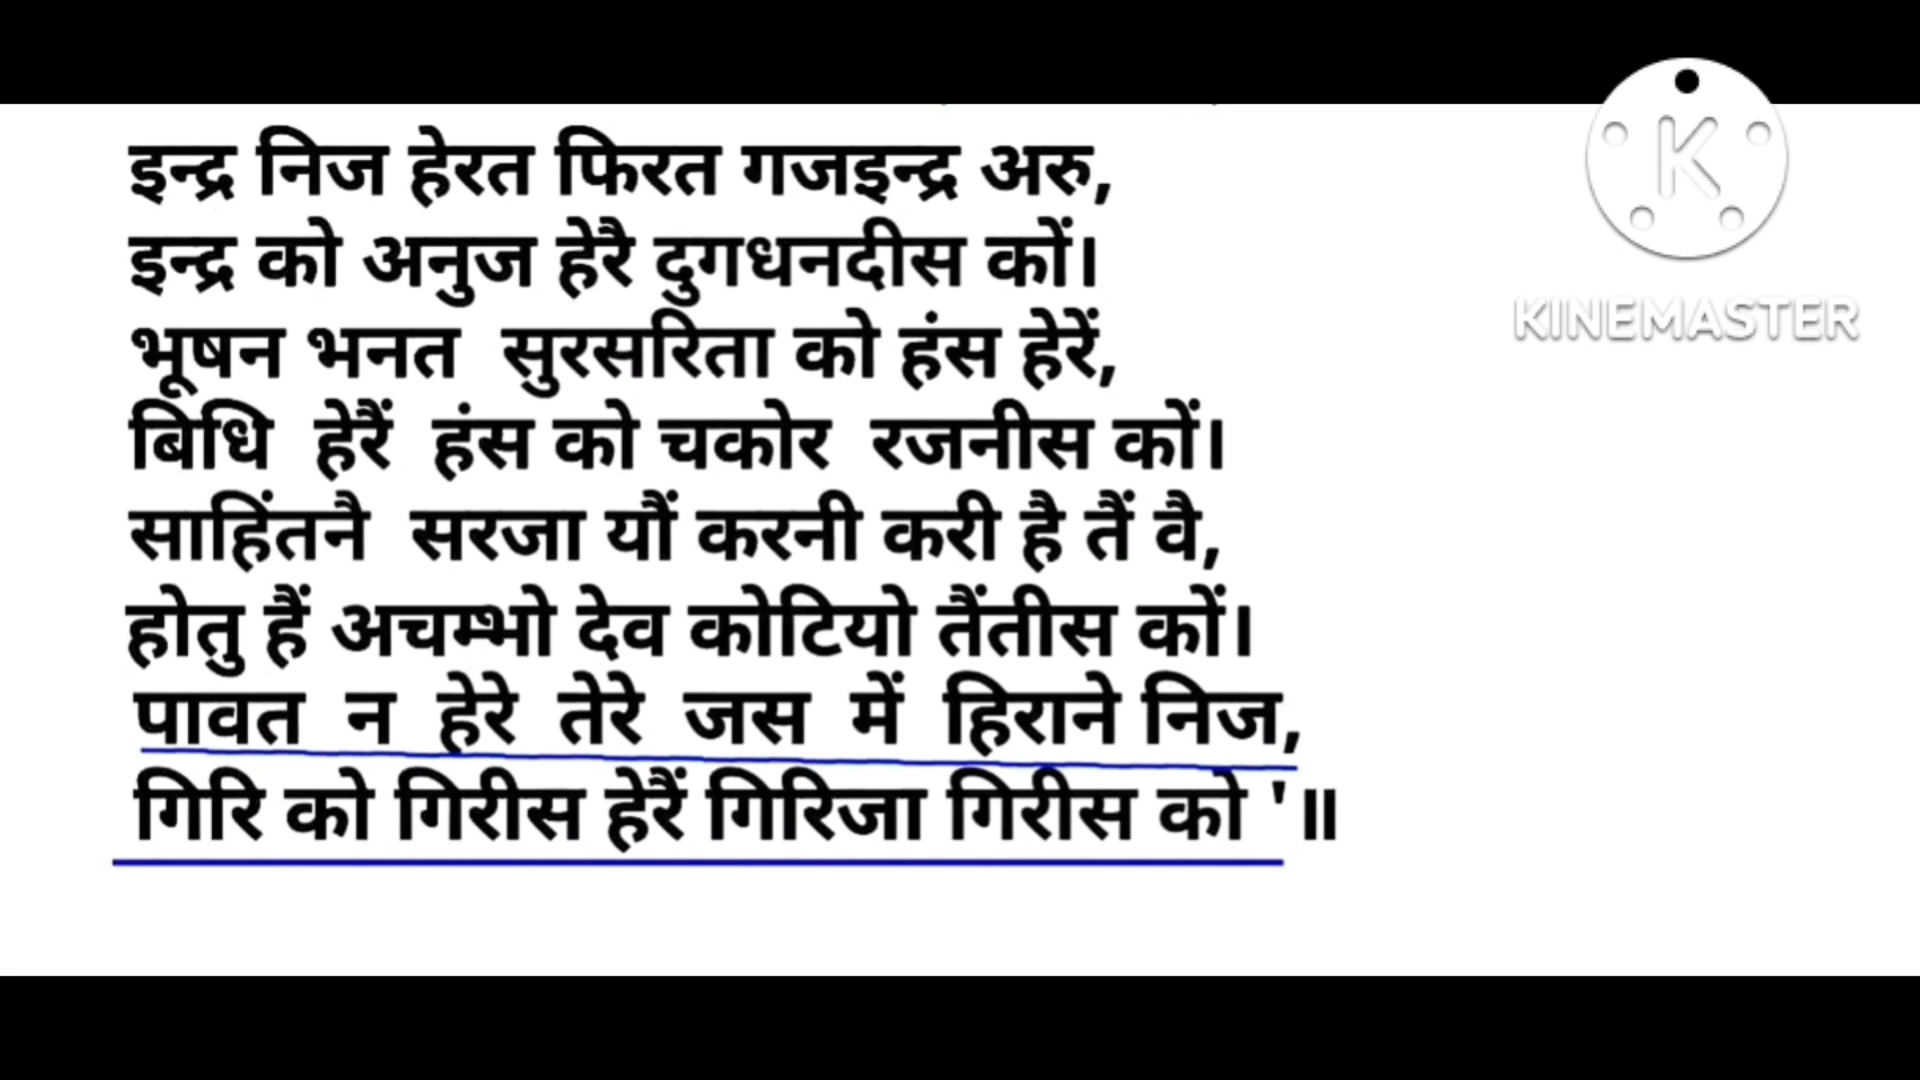 इन्द्र निज हेरत फिरत गजइन्द्र अरु,
इन्द्र को अनुज हेरै दुगधनदीस कों।
भूषन भनत सुरसरिता को हंस हेरें,
बिधि हेरैं हंस को चकोर रजनीस कों।
साहिंतनै सरजा यौं करनी करी है तैं वै,
होतु हैं अचम्भो देव कोटियो तैंतीस कों।
पावत न हेरे तेरे जस में हिराने निज,
गिरि को गिरीस हेरैं गिरिजा गिरीस को '॥
K
KINEMASTER